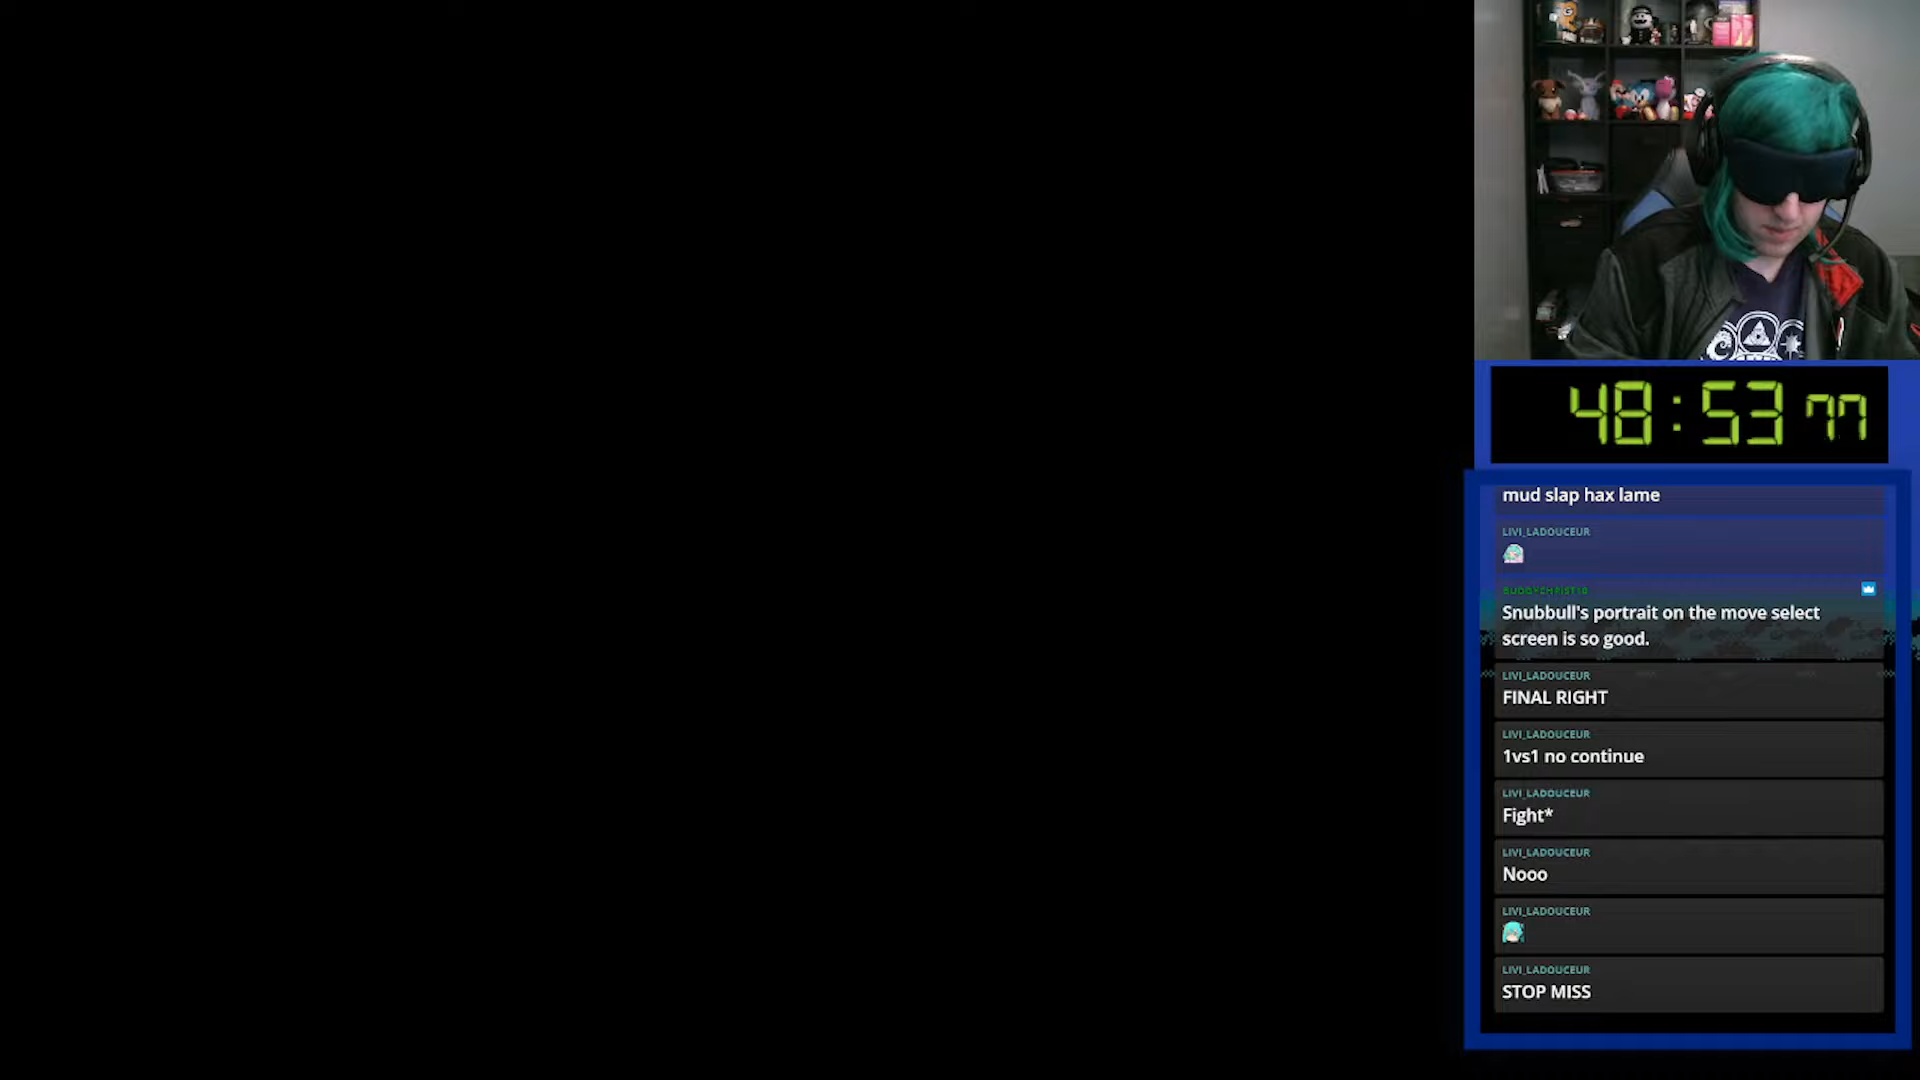 48:53 77
mud slap hax lame
LIVI_LADOUCEUR
BUDDYCHRIST10
Snubbull's portrait on the move select
screen is so good.
LIVI_LADOUCEUR
FINAL RIGHT
LIVI_LADOUCEUR
1vs1 no continue
LIVI_LADOUCEUR
Fight*
LIVI_LADOUCEUR
Nooo
LIVI_LADOUCEUR
LIVI_LADOUCEUR
STOP MISS